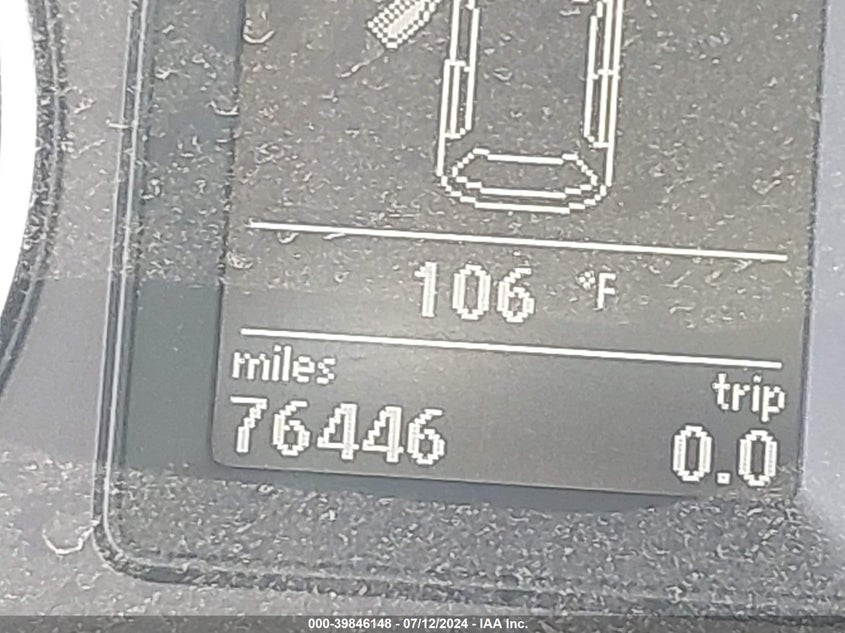 106 °F
miles
trip
76446
0.0
000-39846148 - 07/12/2024 - IAA Inc.